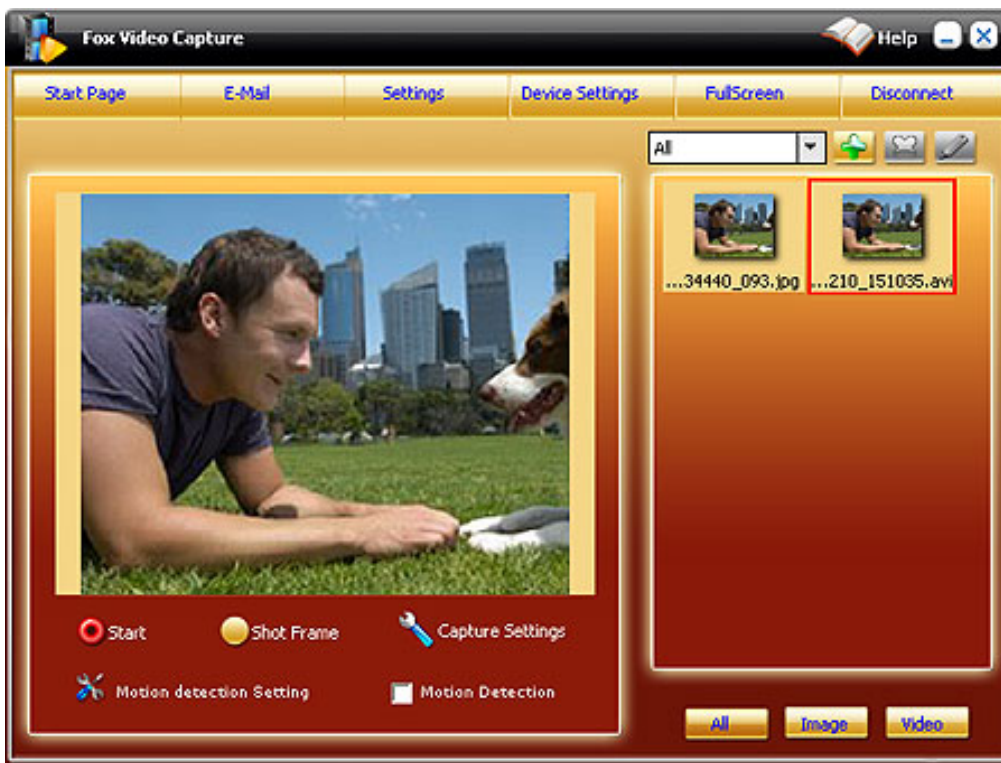 Fox Video Capture
Help
Start Page
E-Mail
Settings
Device Settings
FullScreen
Disconnect
All
...34440_093.jpg
...210_151035.avi
Start
Shot Frame
Capture Settings
Motion detection Setting
Motion Detection
All
Image
Video